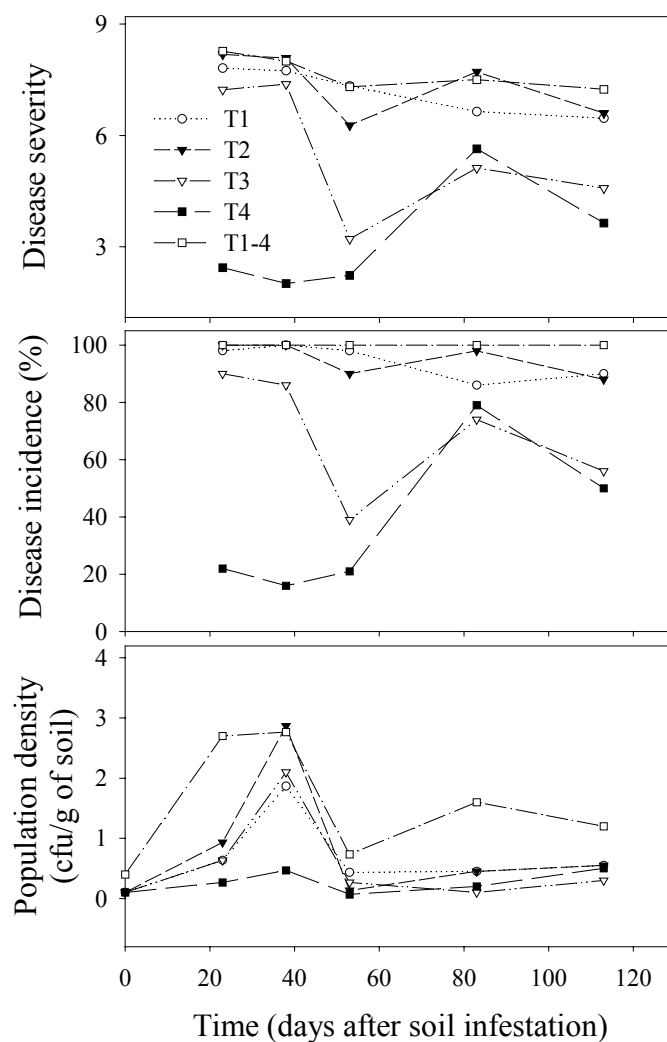 9
6
3
Disease severity
T1
T2
T3
T4
T1-4
100
80
60
40
20
0
Disease incidence (%)
4
3
2
1
0
Population density
(cfu/g of soil)
0 20 40 60 80 100 120
Time (days after soil infestation)